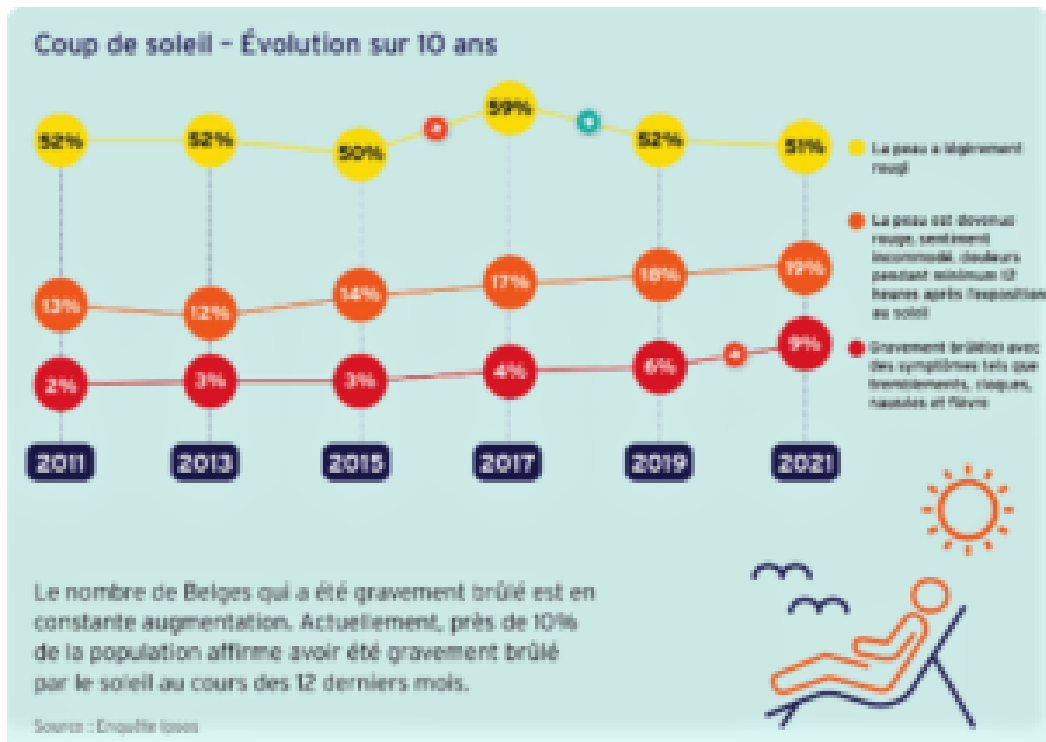 Coup de soleil - Évolution sur 10 ans
52%
52%
50%
59%
52%
51%
La peau a légèrement
rougi
13%
12%
14%
17%
18%
19%
La peau est devenue
rouge, sentiment
incommodé, douleurs
pendant minimum 12
heures après l'exposition
au soleil
2%
3%
3%
4%
6%
9%
Gravement brûlé(e) avec
des symptômes tels que
tremblements, cloques,
nausées et fièvre
2011
2013
2015
2017
2019
2021
Le nombre de Belges qui a été gravement brûlé est en
constante augmentation. Actuellement, près de 10%
de la population affirme avoir été gravement brûlé
par le soleil au cours des 12 derniers mois.
Source : Enquête Ipsos